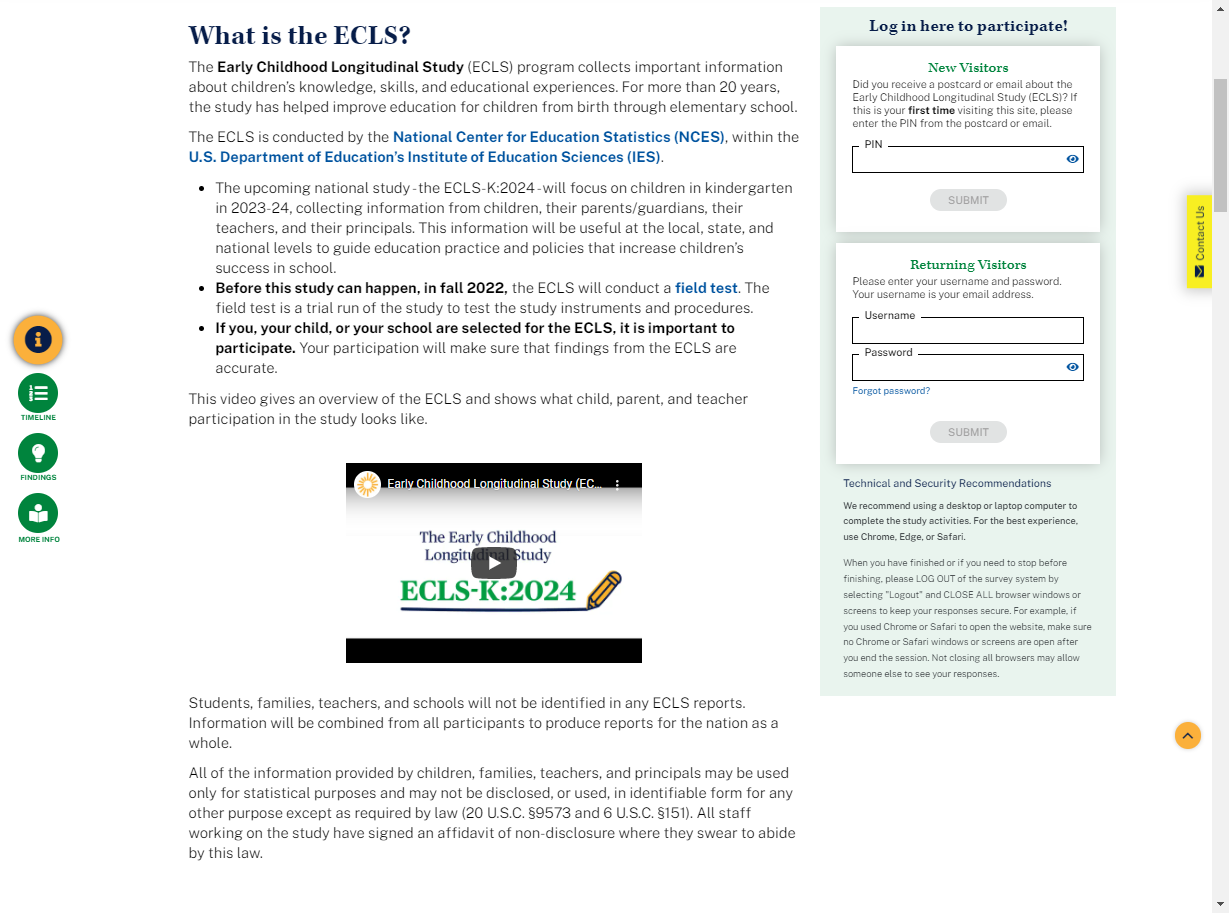 What is the ECLS?
The Early Childhood Longitudinal Study (ECLS) program collects important information
about children’s knowledge, skills, and educational experiences. For more than 20 years,
the study has helped improve education for children from birth through elementary school.
The ECLS is conducted by the National Center for Education Statistics (NCES), within the
U.S. Department of Education’s Institute of Education Sciences (IES).
• The upcoming national study - the ECLS-K:2024 - will focus on children in kindergarten
in 2023-24, collecting information from children, their parents/guardians, their
teachers, and their principals. This information will be useful at the local, state, and
national levels to guide education practice and policies that increase children’s
success in school.
• Before this study can happen, in fall 2022, the ECLS will conduct a field test. The
field test is a trial run of the study to test the study instruments and procedures.
• If you, your child, or your school are selected for the ECLS, it is important to
participate. Your participation will make sure that findings from the ECLS are
accurate.
This video gives an overview of the ECLS and shows what child, parent, and teacher
participation in the study looks like.
Early Childhood Longitudinal Study (EC...
The Early Childhood
Longitudinal Study
ECLS-K:2024
Students, families, teachers, and schools will not be identified in any ECLS reports.
Information will be combined from all participants to produce reports for the nation as a
whole.
All of the information provided by children, families, teachers, and principals may be used
only for statistical purposes and may not be disclosed, or used, in identifiable form for any
other purpose except as required by law (20 U.S.C. §9573 and 6 U.S.C. §151). All staff
working on the study have signed an affidavit of non-disclosure where they swear to abide
by this law.
TIMELINE
FINDINGS
MORE INFO
Log in here to participate!
New Visitors
Did you receive a postcard or email about the
Early Childhood Longitudinal Study (ECLS)? If
this is your first time visiting this site, please
enter the PIN from the postcard or email.
PIN
SUBMIT
Returning Visitors
Please enter your username and password.
Your username is your email address.
Username
Password
Forgot password?
SUBMIT
Technical and Security Recommendations
We recommend using a desktop or laptop computer to
complete the study activities. For the best experience,
use Chrome, Edge, or Safari.
When you have finished or if you need to stop before
finishing, please LOG OUT of the survey system by
selecting "Logout" and CLOSE ALL browser windows or
screens to keep your responses secure. For example, if
you used Chrome or Safari to open the website, make sure
no Chrome or Safari windows or screens are open after
you end the session. Not closing all browsers may allow
someone else to see your responses.
Contact Us